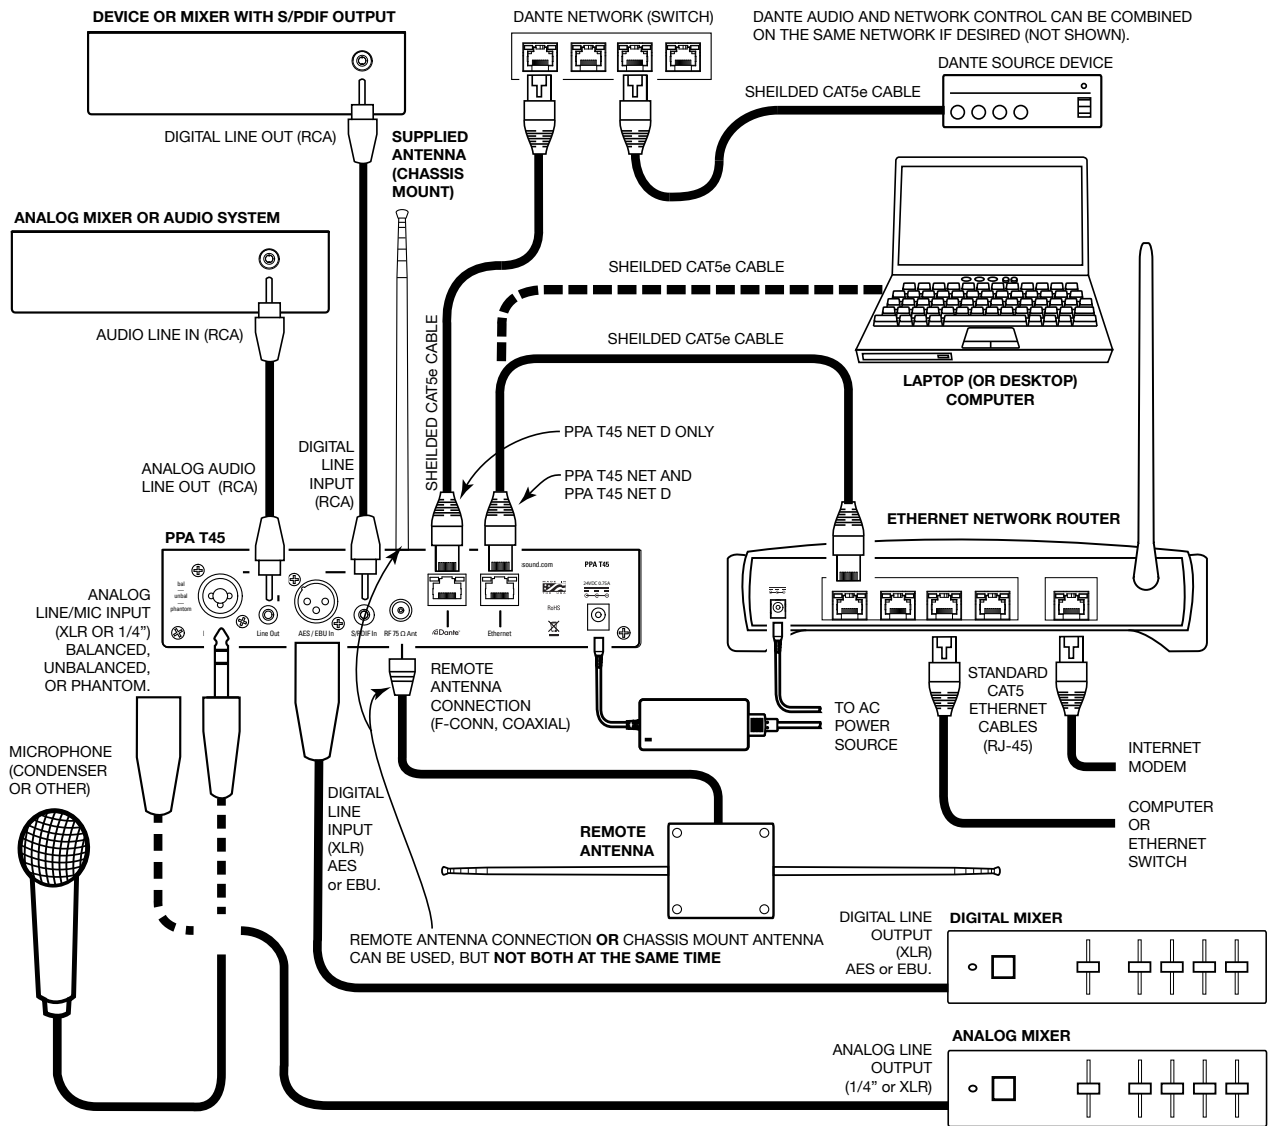 DEVICE OR MIXER WITH S/PDIF OUTPUT
DANTE NETWORK (SWITCH)
DANTE AUDIO AND NETWORK CONTROL CAN BE COMBINED
ON THE SAME NETWORK IF DESIRED (NOT SHOWN).
DANTE SOURCE DEVICE
SHEILDED CAT5e CABLE
DIGITAL LINE OUT (RCA)
SUPPLIED
ANTENNA
(CHASSIS
MOUNT)
ANALOG MIXER OR AUDIO SYSTEM
AUDIO LINE IN (RCA)
SHEILDED CAT5e CABLE
SHEILDED CAT5e CABLE
SHEILDED CAT5e CABLE
LAPTOP (OR DESKTOP)
COMPUTER
PPA T45 NET D ONLY
PPA T45 NET AND
PPA T45 NET D
DIGITAL
LINE
INPUT
(RCA)
ANALOG AUDIO
LINE OUT (RCA)
ETHERNET NETWORK ROUTER
PPA T45
sound.com
PPA T45
bal
unbal
phantom
24VDC 0.75A
RoHS
Line Out
AES / EBU In
S/PDIF In
RF 75 Ω Ant
Dante
Ethernet
ANALOG
LINE/MIC INPUT
(XLR OR 1/4”)
BALANCED,
UNBALANCED,
OR PHANTOM.
REMOTE
ANTENNA
CONNECTION
(F-CONN, COAXIAL)
TO AC
POWER
SOURCE
STANDARD
CAT5
ETHERNET
CABLES
(RJ-45)
INTERNET
MODEM
COMPUTER
OR
ETHERNET
SWITCH
MICROPHONE
(CONDENSER
OR OTHER)
DIGITAL
LINE
INPUT
(XLR)
AES
or EBU.
REMOTE
ANTENNA
REMOTE ANTENNA CONNECTION OR CHASSIS MOUNT ANTENNA
CAN BE USED, BUT NOT BOTH AT THE SAME TIME
DIGITAL LINE
OUTPUT
(XLR)
AES or EBU.
DIGITAL MIXER
ANALOG MIXER
ANALOG LINE
OUTPUT
(1/4” or XLR)